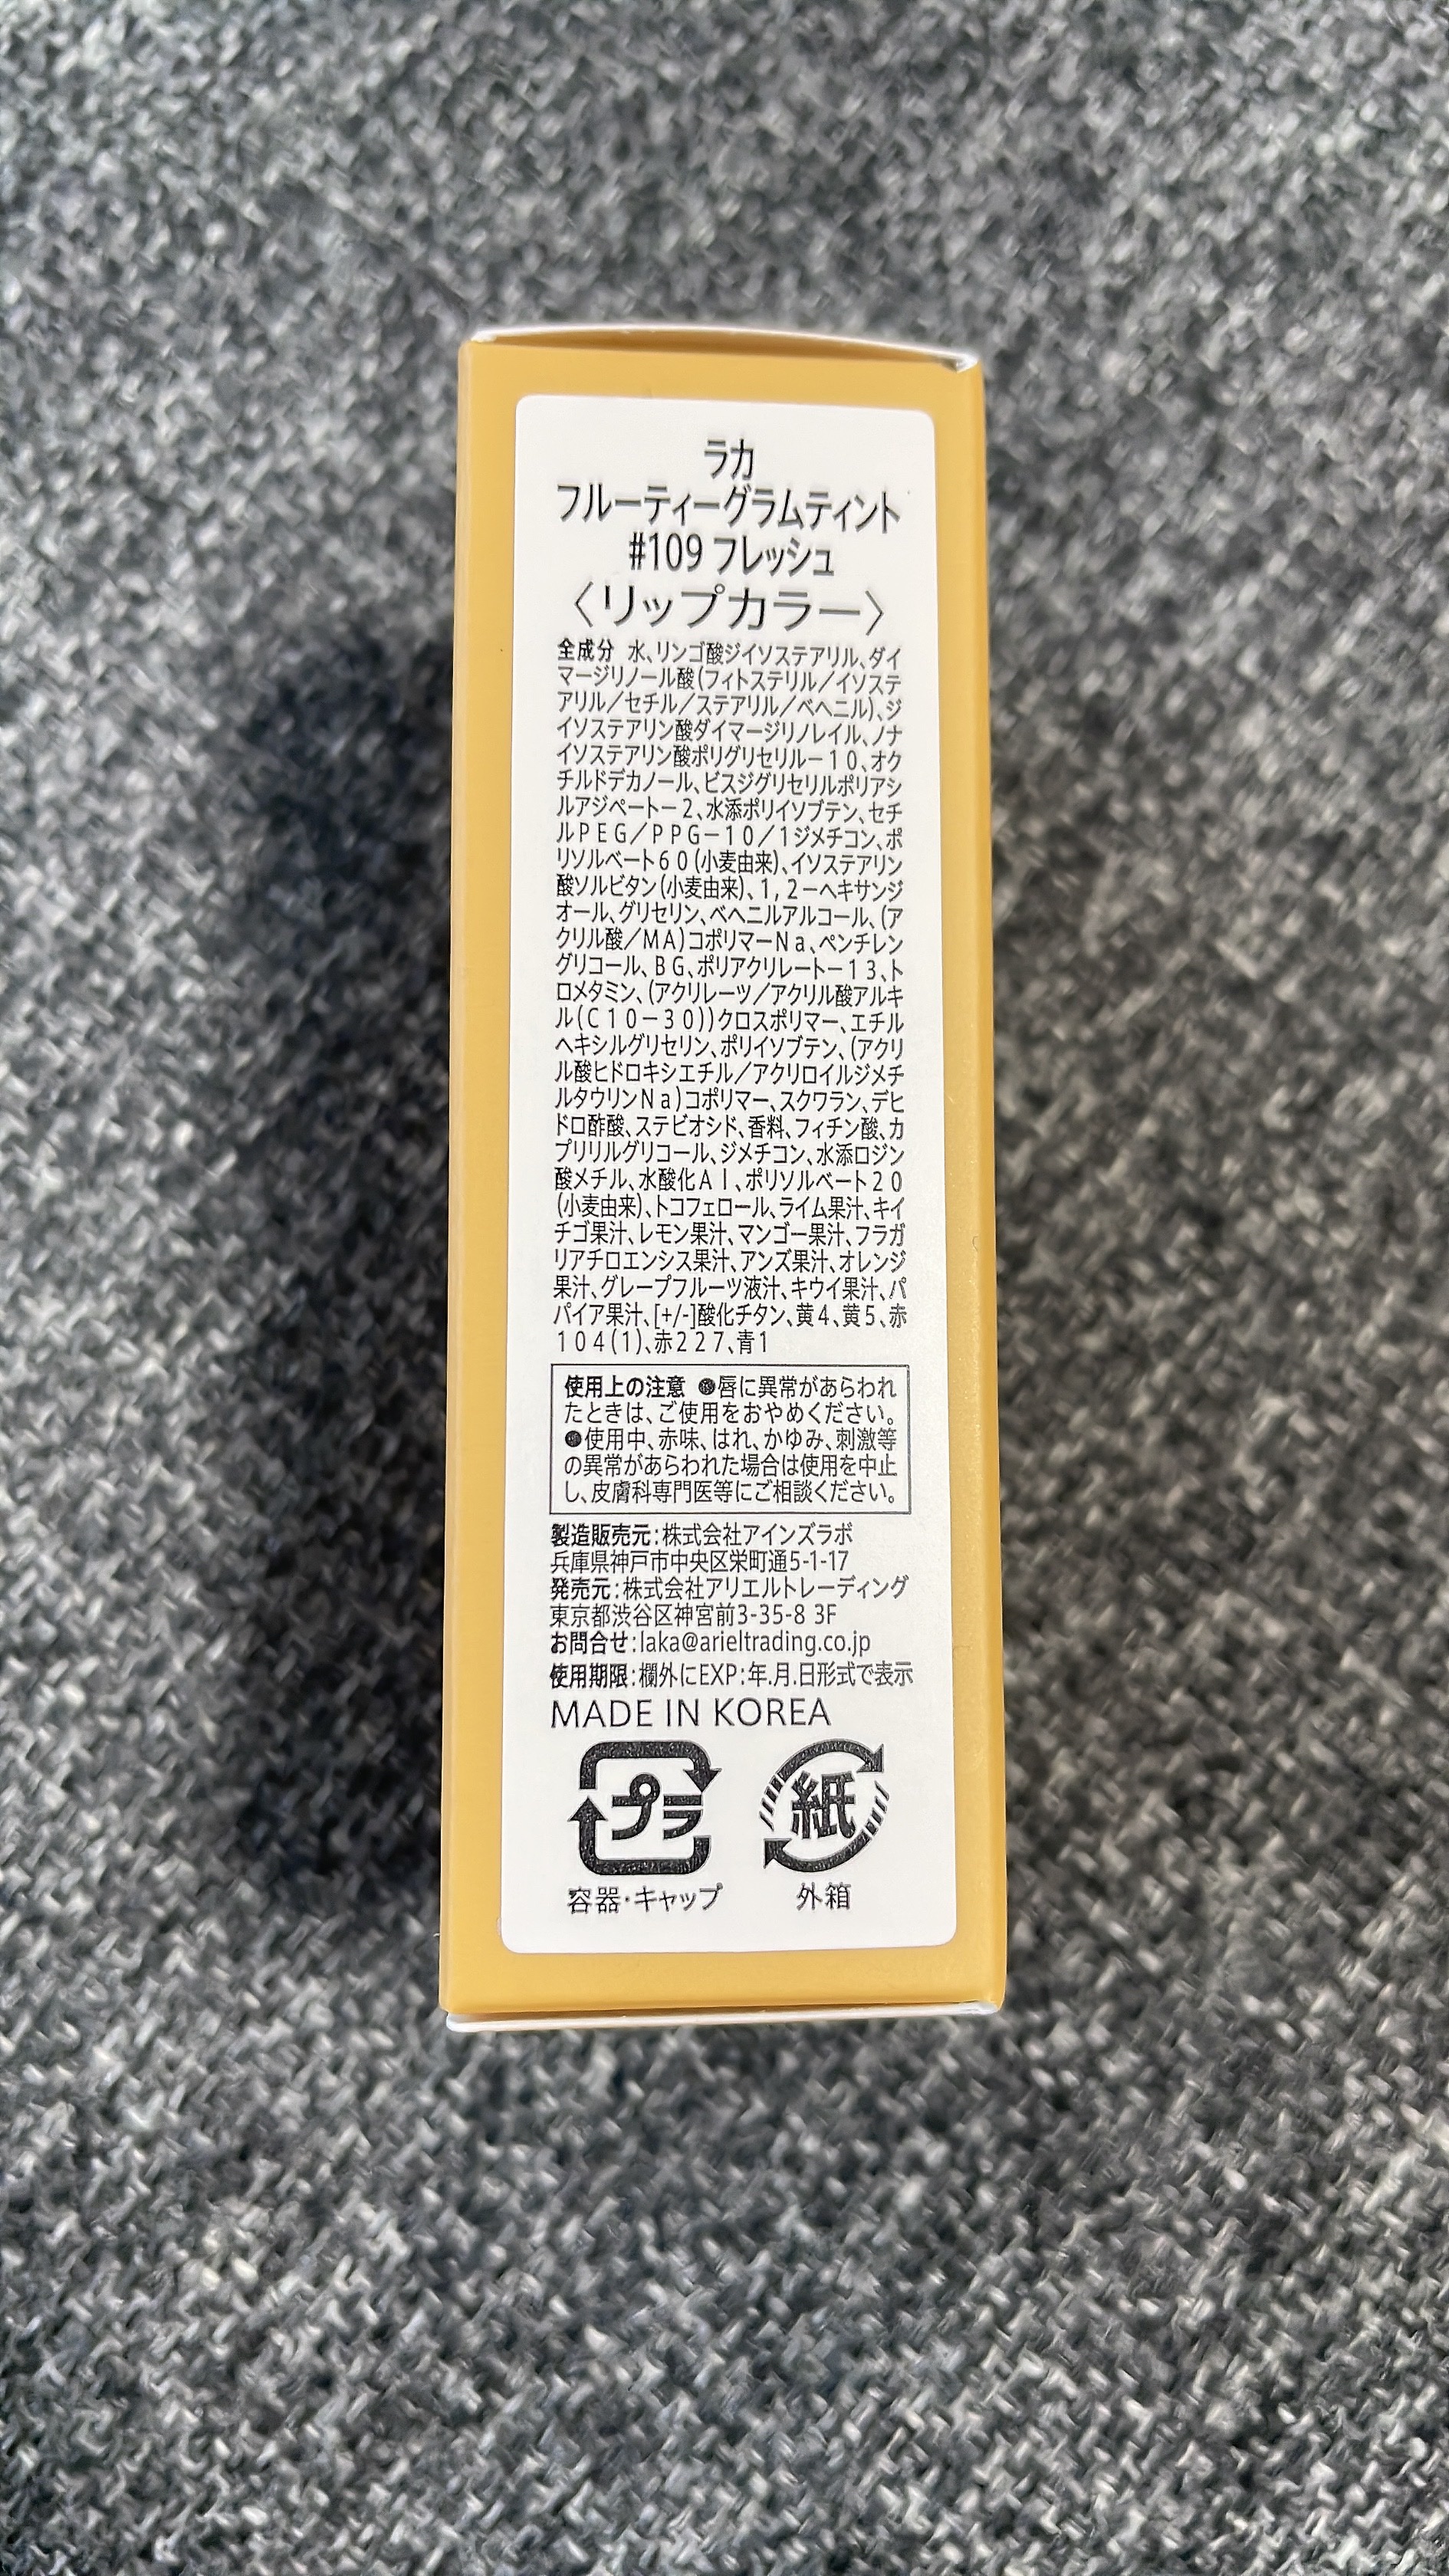 ラカ
フルーティーグラムティント
#109 フレッシュ
〈リップカラー〉
全成分 水、リンゴ酸ジイソステアリル、ダイ
マージリノール酸(フィトステリル／イソステ
アリル／セチル／ステアリル／ベヘニル)、ジ
イソステアリン酸ダイマージリノレイル、ノナ
イソステアリン酸ポリグリセリル－10、オク
チルドデカノール、ビスジグリセリルポリアシ
ルアジペート－2、水添ポリイソブテン、セチ
ルPEG／PPG－10／1ジメチコン、ポ
リソルベート60(小麦由来)、イソステアリン
酸ソルビタン(小麦由来)、1,2－ヘキサンジ
オール、グリセリン、ベヘニルアルコール、(ア
クリル酸／MA)コポリマーNa、ペンチレン
グリコール、BG、ポリアクリレート－13、ト
ロメタミン、(アクリレーツ／アクリル酸アルキ
ル(C10－30))クロスポリマー、エチル
ヘキシルグリセリン、ポリイソブテン、(アクリ
ル酸ヒドロキシエチル／アクリロイルジメチ
ルタウリンNa)コポリマー、スクワラン、デヒ
ドロ酢酸、ステビオシド、香料、フィチン酸、カ
プリリルグリコール、ジメチコン、水添ロジン
酸メチル、水酸化Al、ポリソルベート20
(小麦由来)、トコフェロール、ライム果汁、キイ
チゴ果汁、レモン果汁、マンゴー果汁、フラガ
リアチロエンシス果汁、アンズ果汁、オレンジ
果汁、グレープフルーツ液汁、キウイ果汁、パ
パイア果汁、[+/-]酸化チタン、黄4、黄5、赤
104(1)、赤227、青1
使用上の注意 ●唇に異常があらわれ
たときは、ご使用をおやめください。
●使用中、赤味、はれ、かゆみ、刺激等
の異常があらわれた場合は使用を中止
し、皮膚科専門医等にご相談ください。
製造販売元:株式会社アインズラボ
兵庫県神戸市中央区栄町通5-1-17
発売元:株式会社アリエルトレーディング
東京都渋谷区神宮前3-35-8 3F
お問合せ:laka@arieltrading.co.jp
使用期限:欄外にEXP:年.月.日形式で表示
MADE IN KOREA
プラ 紙
容器・キャップ 外箱